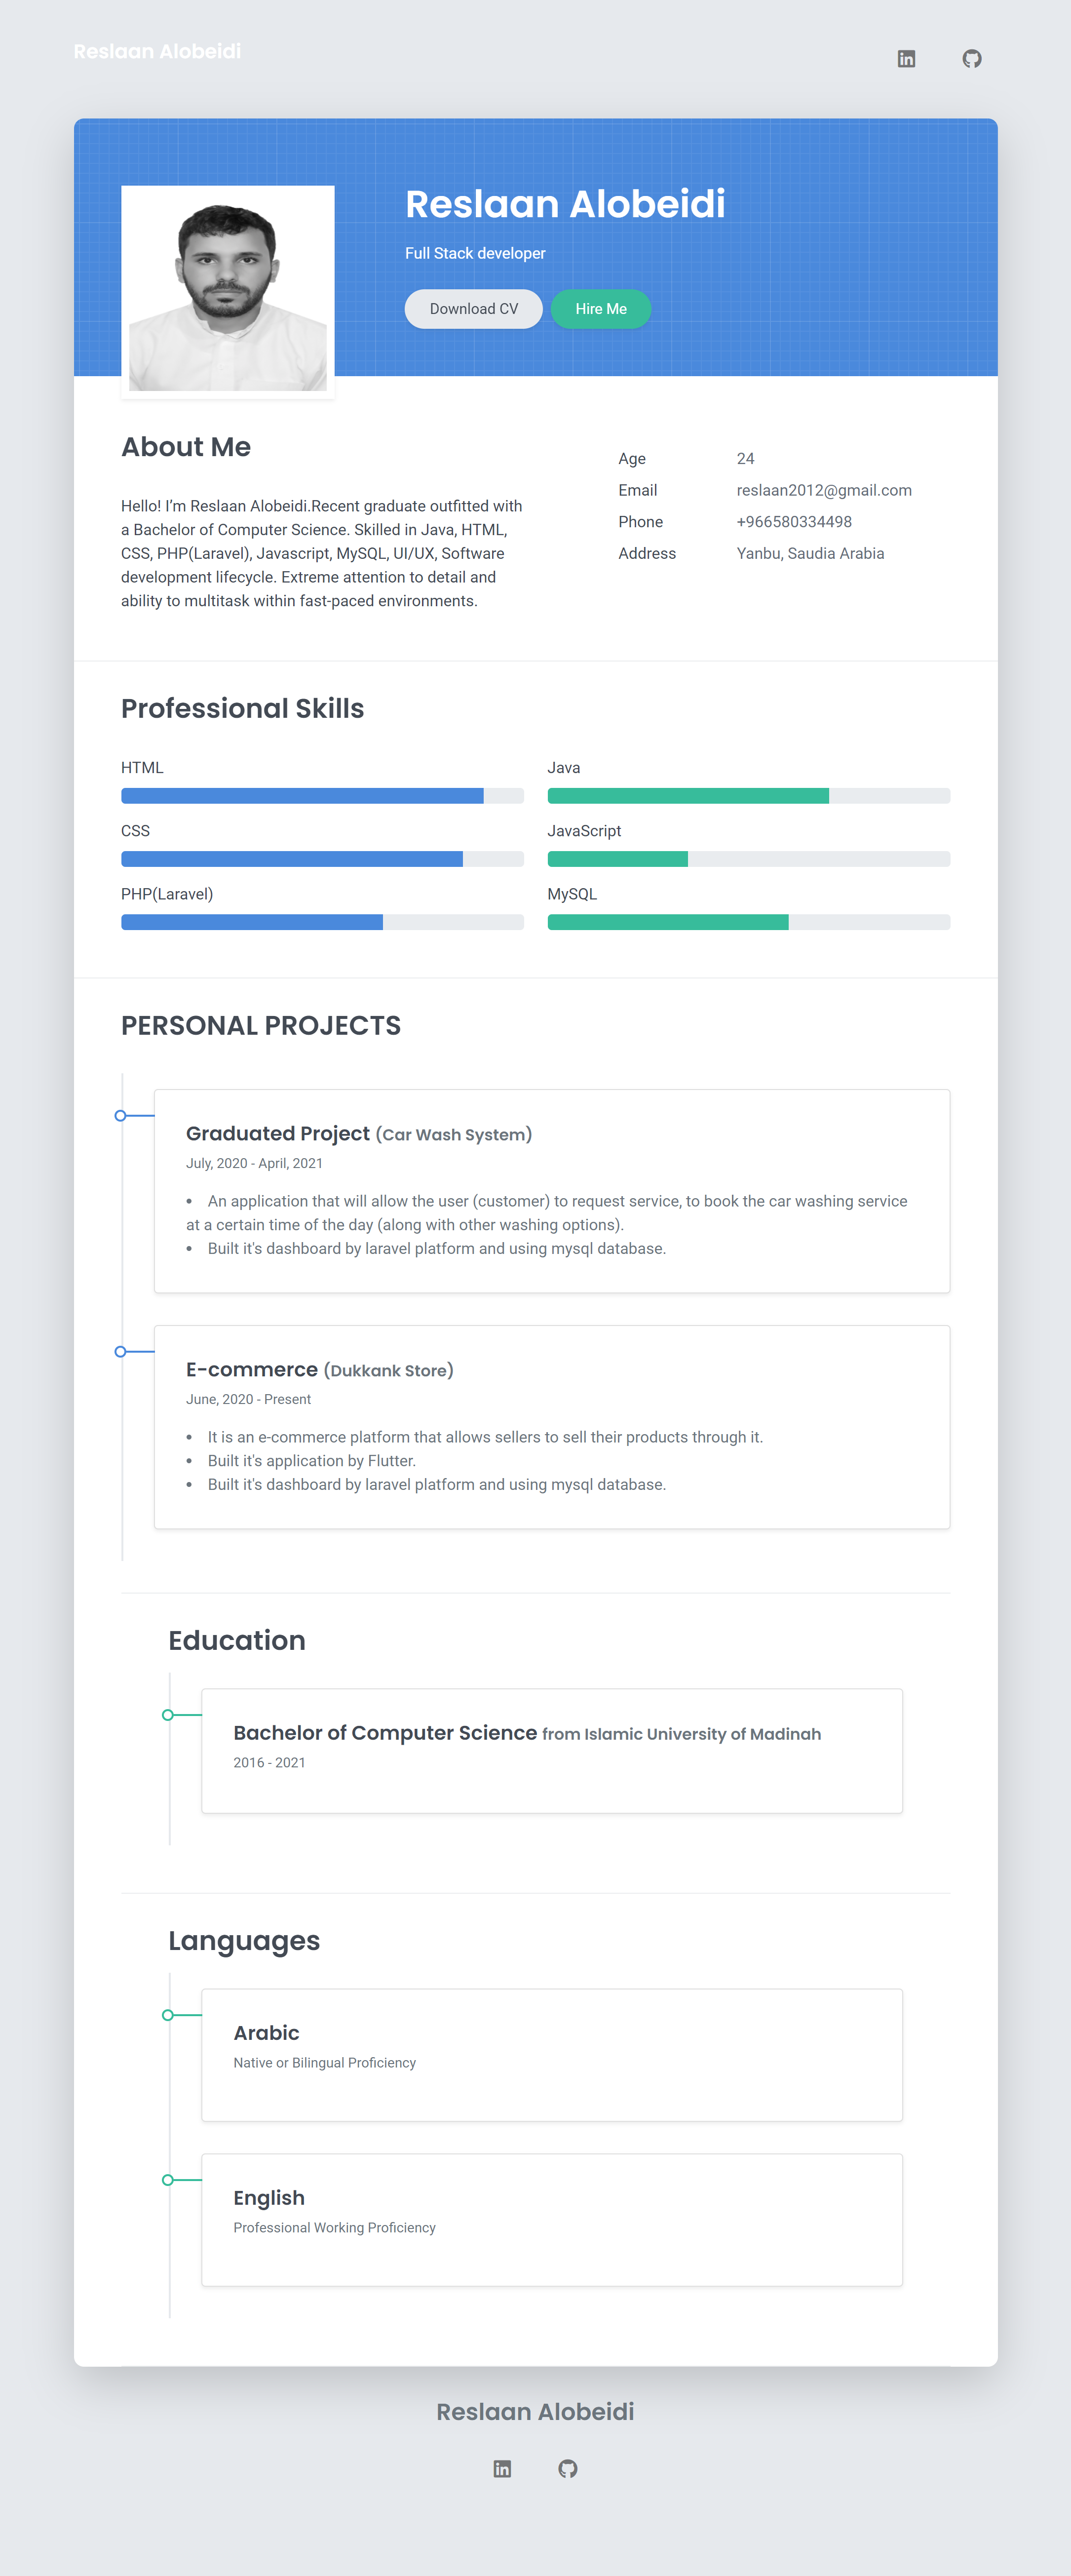 Reslaan Alobeidi
Reslaan Alobeidi
Full Stack developer
Download CV
Hire Me
About Me
Hello! I’m Reslaan Alobeidi.Recent graduate outfitted with
a Bachelor of Computer Science. Skilled in Java, HTML,
CSS, PHP(Laravel), Javascript, MySQL, UI/UX, Software
development lifecycle. Extreme attention to detail and
ability to multitask within fast-paced environments.
Age 24
Email reslaan2012@gmail.com
Phone +966580334498
Address Yanbu, Saudia Arabia
Professional Skills
HTML
Java
CSS
JavaScript
PHP(Laravel)
MySQL
PERSONAL PROJECTS
Graduated Project (Car Wash System)
July, 2020 - April, 2021
• An application that will allow the user (customer) to request service, to book the car washing service
at a certain time of the day (along with other washing options).
• Built it's dashboard by laravel platform and using mysql database.
E-commerce (Dukkank Store)
June, 2020 - Present
• It is an e-commerce platform that allows sellers to sell their products through it.
• Built it's application by Flutter.
• Built it's dashboard by laravel platform and using mysql database.
Education
Bachelor of Computer Science from Islamic University of Madinah
2016 - 2021
Languages
Arabic
Native or Bilingual Proficiency
English
Professional Working Proficiency
Reslaan Alobeidi